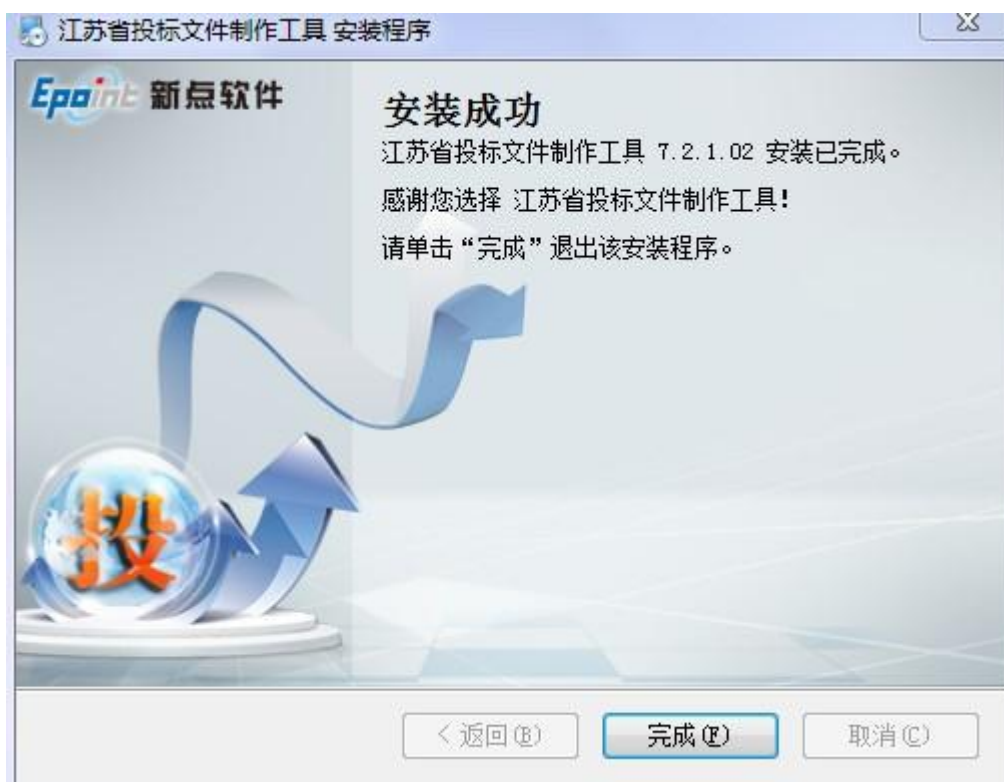 江苏省投标文件制作工具 安装程序
Epoint 新点软件
安装成功
江苏省投标文件制作工具 7.2.1.02 安装已完成。
感谢您选择 江苏省投标文件制作工具!
请单击“完成”退出该安装程序。
投
< 返回(B)
完成(F)
取消(C)